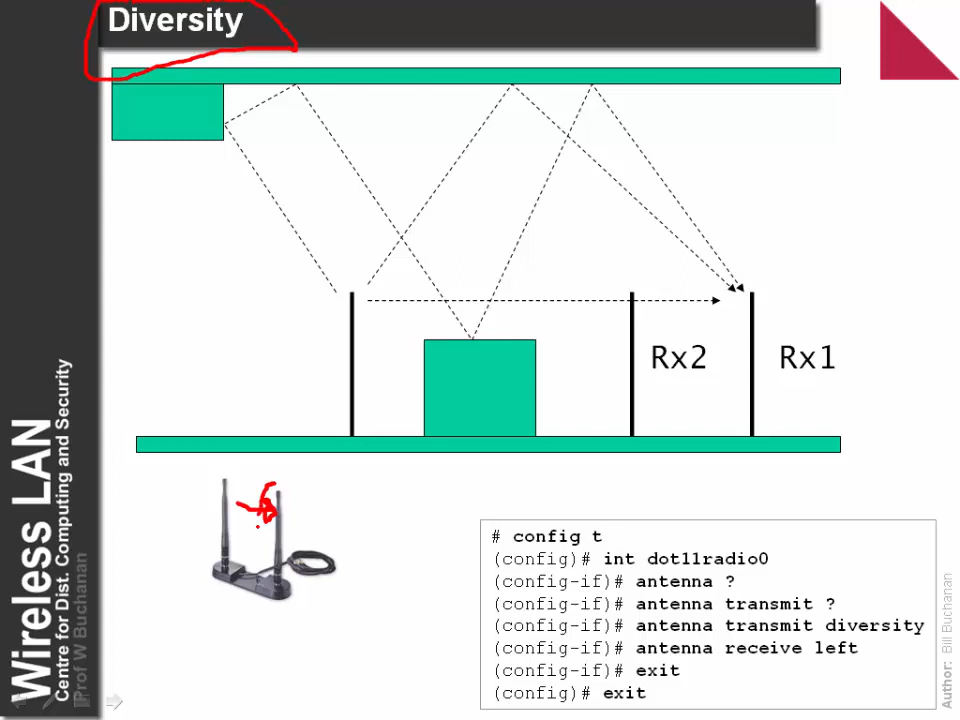 Diversity
Rx2
Rx1
# config t
(config)# int dot11radio0
(config-if)# antenna ?
(config-if)# antenna transmit ?
(config-if)# antenna transmit diversity
(config-if)# antenna receive left
(config-if)# exit
(config)# exit
Wireless LAN
Centre for Dist. Computing and Security
Prof W Buchanan
Author: Bill Buchanan